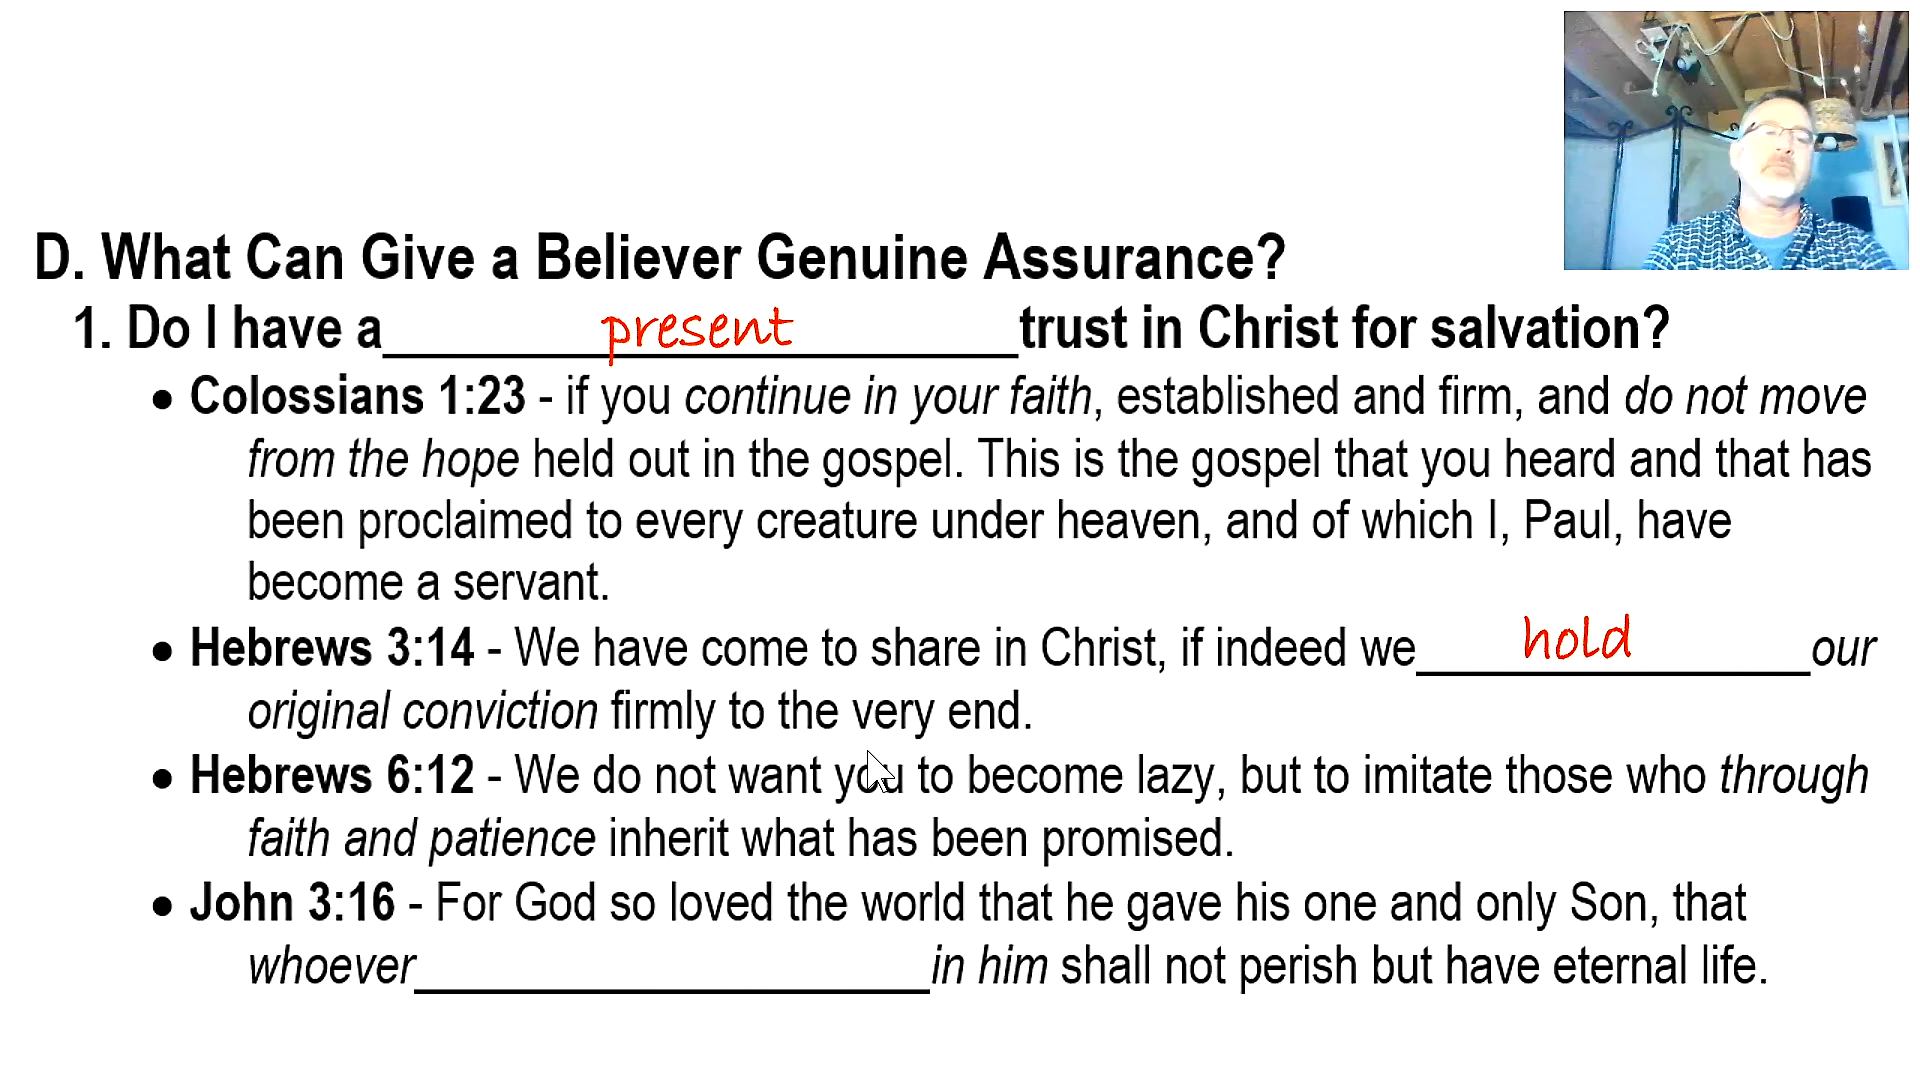 D. What Can Give a Believer Genuine Assurance?
1. Do I have a present trust in Christ for salvation?
● Colossians 1:23 - if you continue in your faith, established and firm, and do not move
from the hope held out in the gospel. This is the gospel that you heard and that has
been proclaimed to every creature under heaven, and of which I, Paul, have
become a servant.
● Hebrews 3:14 - We have come to share in Christ, if indeed we hold our
original conviction firmly to the very end.
● Hebrews 6:12 - We do not want you to become lazy, but to imitate those who through
faith and patience inherit what has been promised.
● John 3:16 - For God so loved the world that he gave his one and only Son, that
whoever____________________in him shall not perish but have eternal life.